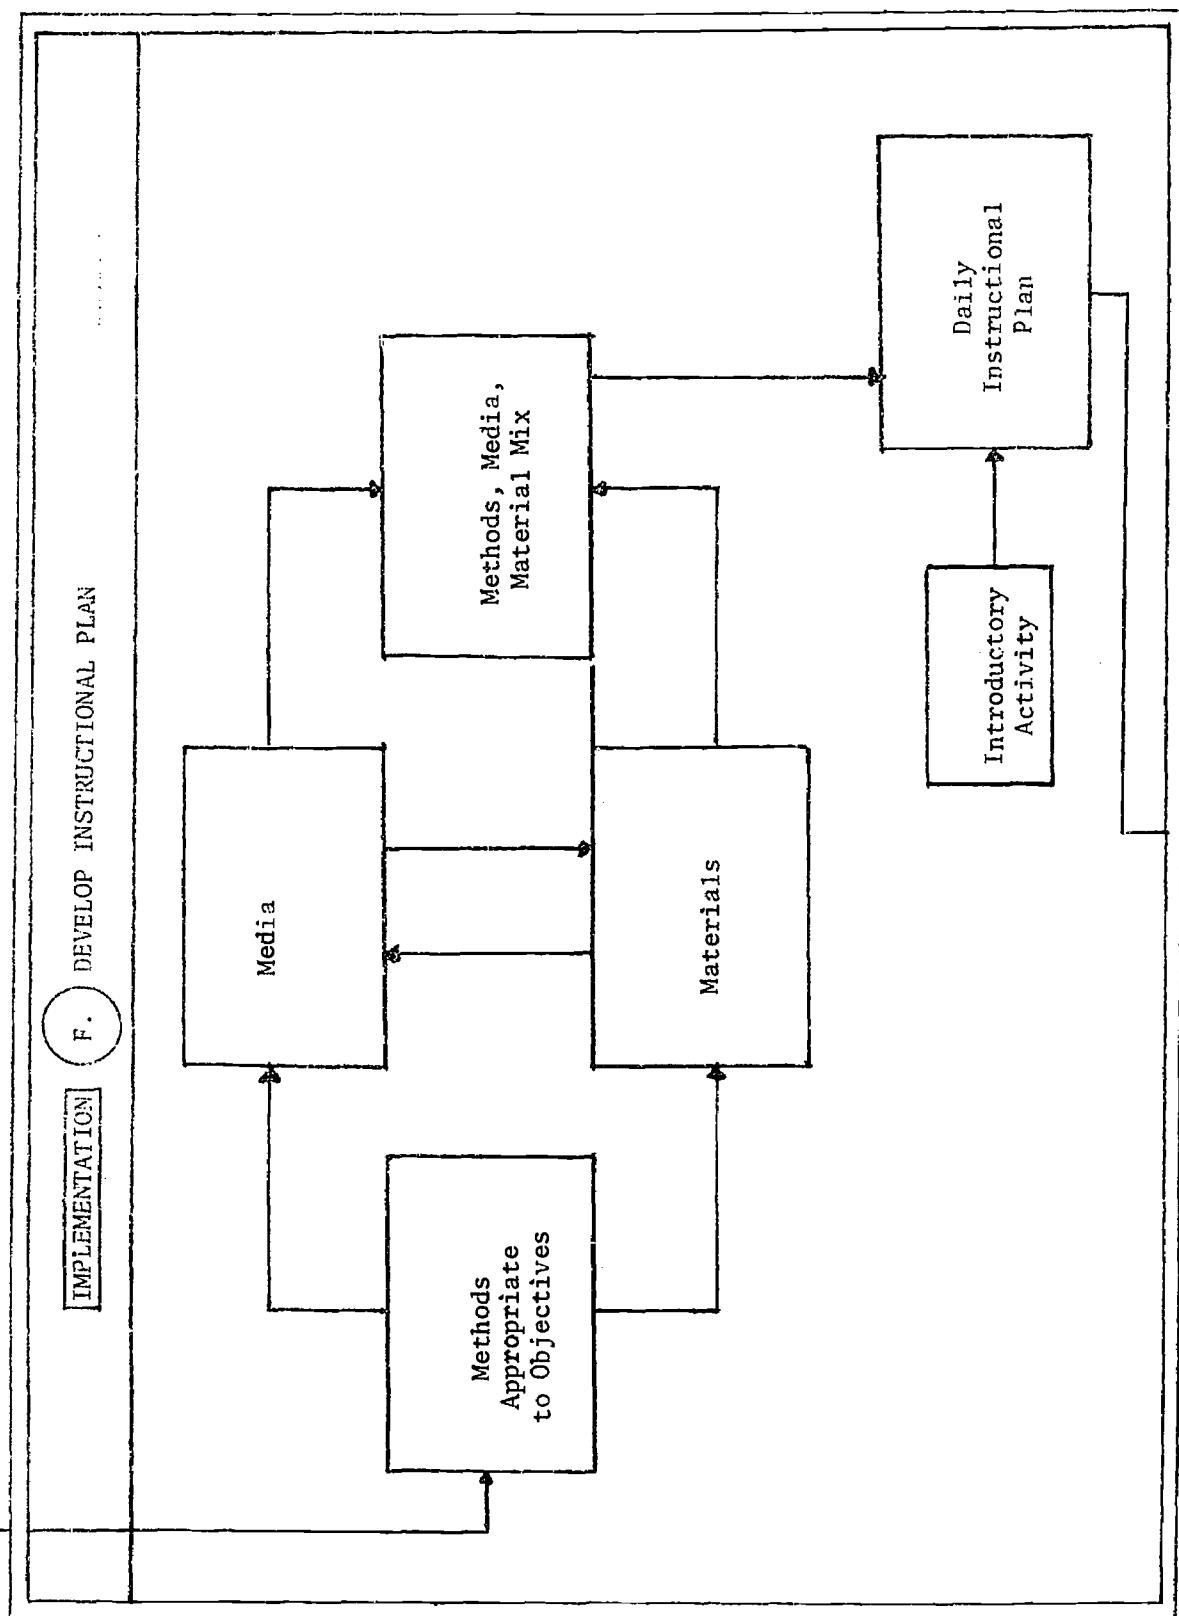 IMPLEMENTATION F. DEVELOP INSTRUCTIONAL PLAN
Media
Methods
Appropriate
to Objectives
Methods, Media,
Material Mix
Materials
Introductory
Activity
Daily
Instructional
Plan